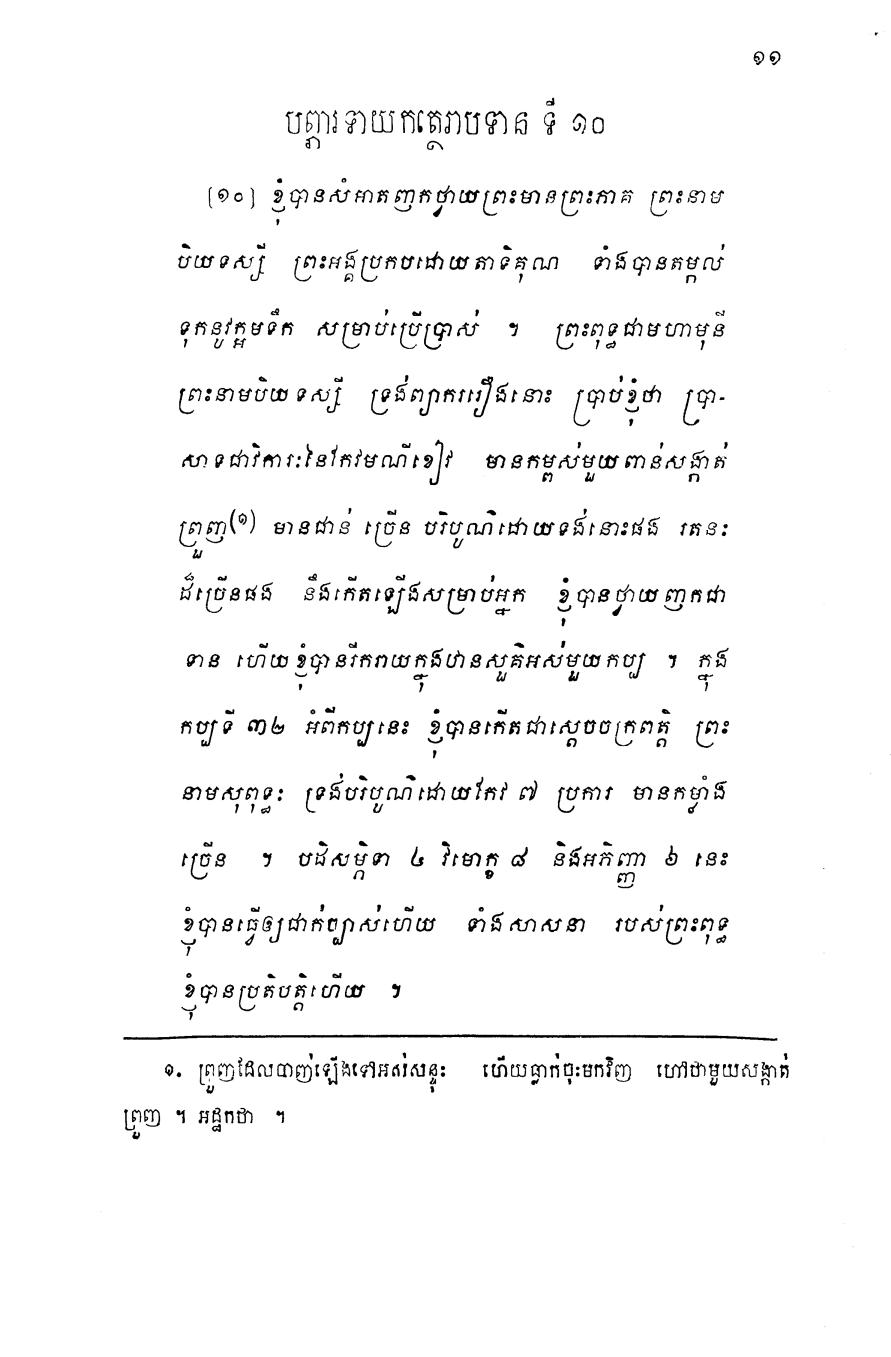 ១១
បព្ភារទាយកត្ថេរាបទាន ទី ១០
[១០] ខ្ញុំបានសំអាតញកថ្វាយព្រះមានព្រះភាគ ព្រះនាម
បិយទស្សី ព្រះអង្គប្រកបដោយតាទិគុណ ទាំងបានតម្កល់
ទុកនូវក្អមទឹក សម្រាប់ប្រើប្រាស់ ។ ព្រះពុទ្ធជាមហាមុនី
ព្រះនាមបិយទស្សី ទ្រង់ព្យាកររឿងនោះ ប្រាប់ខ្ញុំថា ប្រា-
សាទជាវិការៈនៃកែវមណីខៀវ មានកម្ពស់មួយពាន់សង្កាត់
ព្រួញ(១) មានជាន់ ច្រើន បរិបូណ៌ដោយទង់នោះផង រតនៈ
ដ៏ច្រើនផង នឹងកើតឡើងសម្រាប់អ្នក ខ្ញុំបានថ្វាយញកជា
ទាន ហើយខ្ញុំបានរីករាយក្នុងឋានសួគ៌អស់មួយកប្ប ។ ក្នុង
កប្បទី ៣២ អំពីកប្បនេះ ខ្ញុំបានកើតជាស្តេចចក្រពត្តិ ព្រះ
នាមសុពុទ្ធៈ ទ្រង់បរិបូណ៌ដោយកែវ ៧ ប្រការ មានកម្លាំង
ច្រើន ។ បដិសម្ភិទា ៤ វិមោក្ខ ៨ និងអភិញ្ញា ៦ នេះ
ខ្ញុំបានធ្វើឲ្យជាក់ច្បាស់ហើយ ទាំងសាសនា របស់ព្រះពុទ្ធ
ខ្ញុំបានប្រតិបត្តិហើយ ។
១. ព្រួញដែលបាញ់ឡើងទៅអស់សន្ទុះ ហើយធ្លាក់ចុះមកវិញ ហៅថាមួយសង្កាត់
ព្រួញ ។ អដ្ឋកថា ។